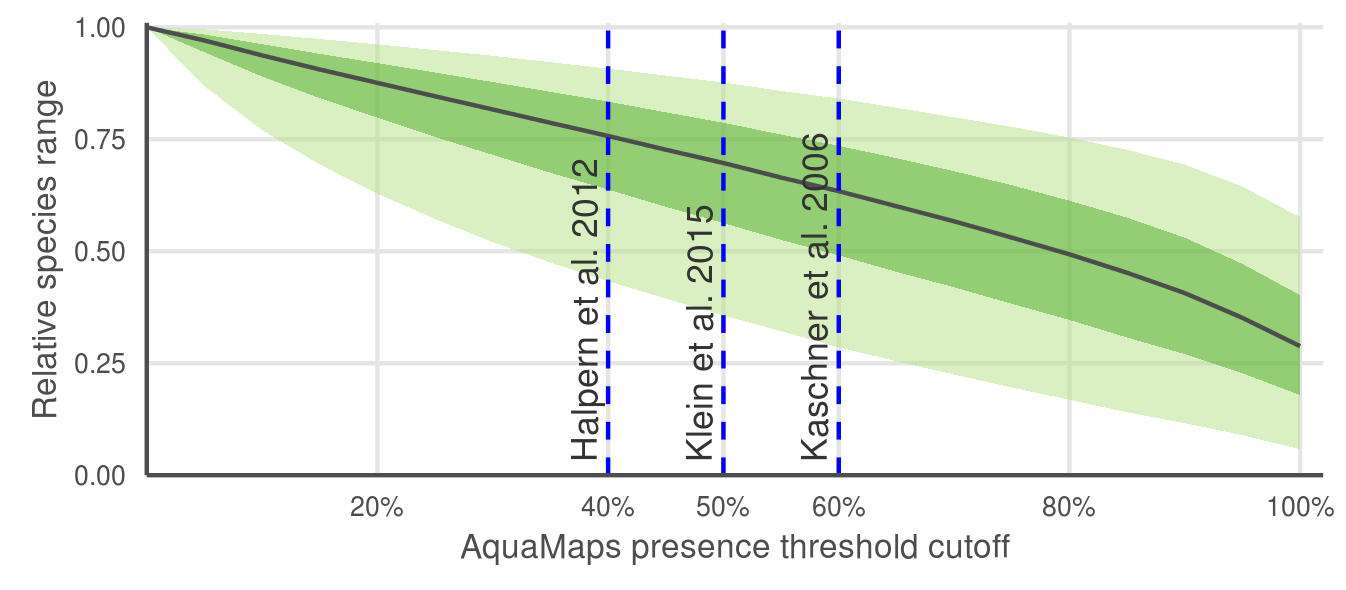 1.00
0.75
0.50
0.25
0.00
Relative species range
Halpern et al. 2012
Klein et al. 2015
Kaschner et al. 2006
20%
40%
50%
60%
80%
100%
AquaMaps presence threshold cutoff